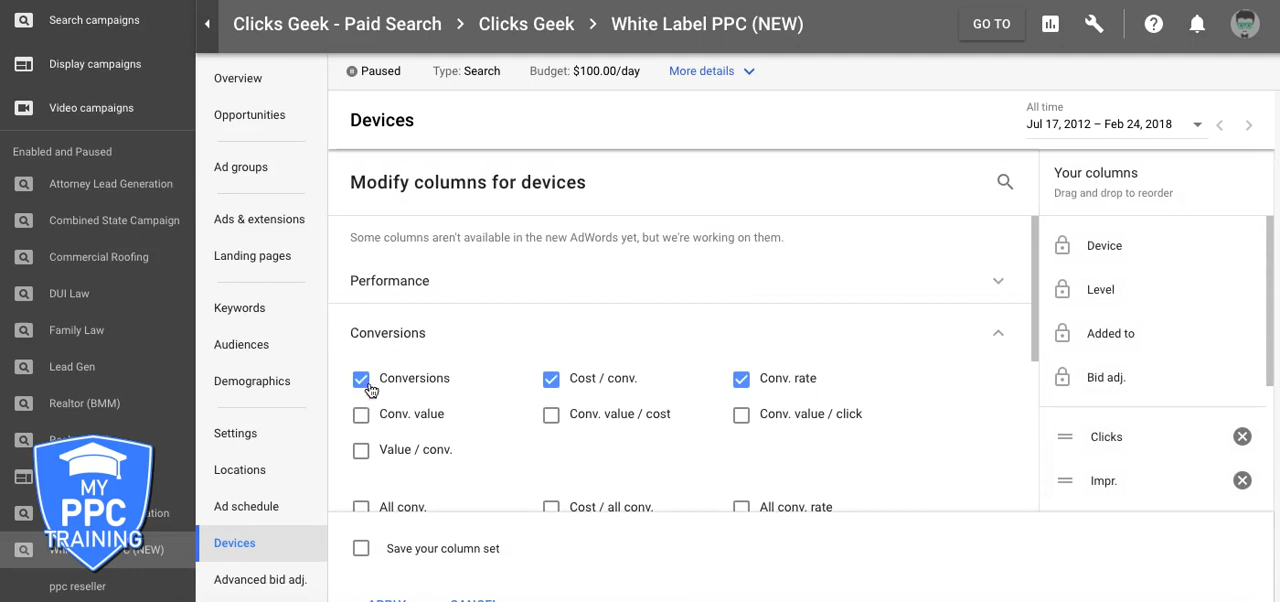 Search campaigns
Display campaigns
Video campaigns
Enabled and Paused
Attorney Lead Generation
Combined State Campaign
Commercial Roofing
DUI Law
Family Law
Lead Gen
Realtor (BMM)
(NEW)
ppc reseller
MY
PPC
TRAINING
Clicks Geek - Paid Search > Clicks Geek > White Label PPC (NEW)
GO TO
Overview
Opportunities
Ad groups
Ads & extensions
Landing pages
Keywords
Audiences
Demographics
Settings
Locations
Ad schedule
Devices
Advanced bid adj.
Paused Type: Search Budget: $100.00/day More details
Devices
All time
Jul 17, 2012 – Feb 24, 2018
Modify columns for devices
Some columns aren't available in the new AdWords yet, but we're working on them.
Performance
Conversions
Conversions Cost / conv. Conv. rate
Conv. value Conv. value / cost Conv. value / click
Value / conv.
All conv. Cost / all conv. All conv. rate
Save your column set
APPLY CANCEL
Your columns
Drag and drop to reorder
Device
Level
Added to
Bid adj.
Clicks
Impr.